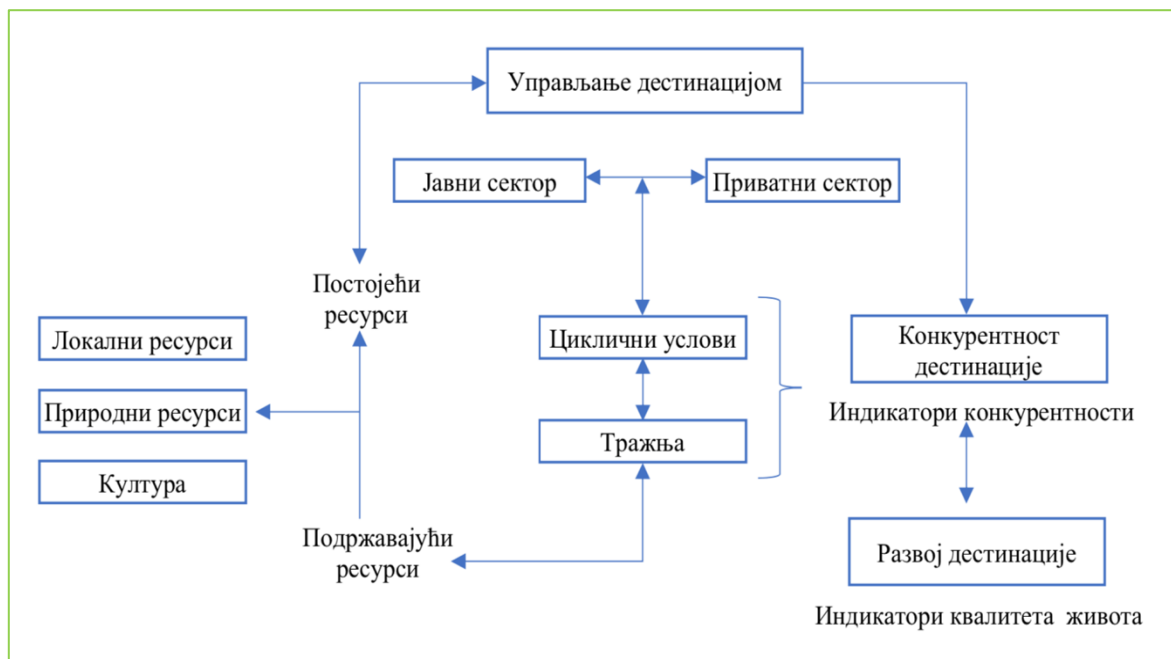 Управљање дестинацијом
Јавни сектор
Приватни сектор
Постојећи
ресурси
Локални ресурси
Природни ресурси
Култура
Подржавајући
ресурси
Циклични услови
Тражња
Конкурентност
дестинације
Индикатори конкурентности
Развој дестинације
Индикатори квалитета живота